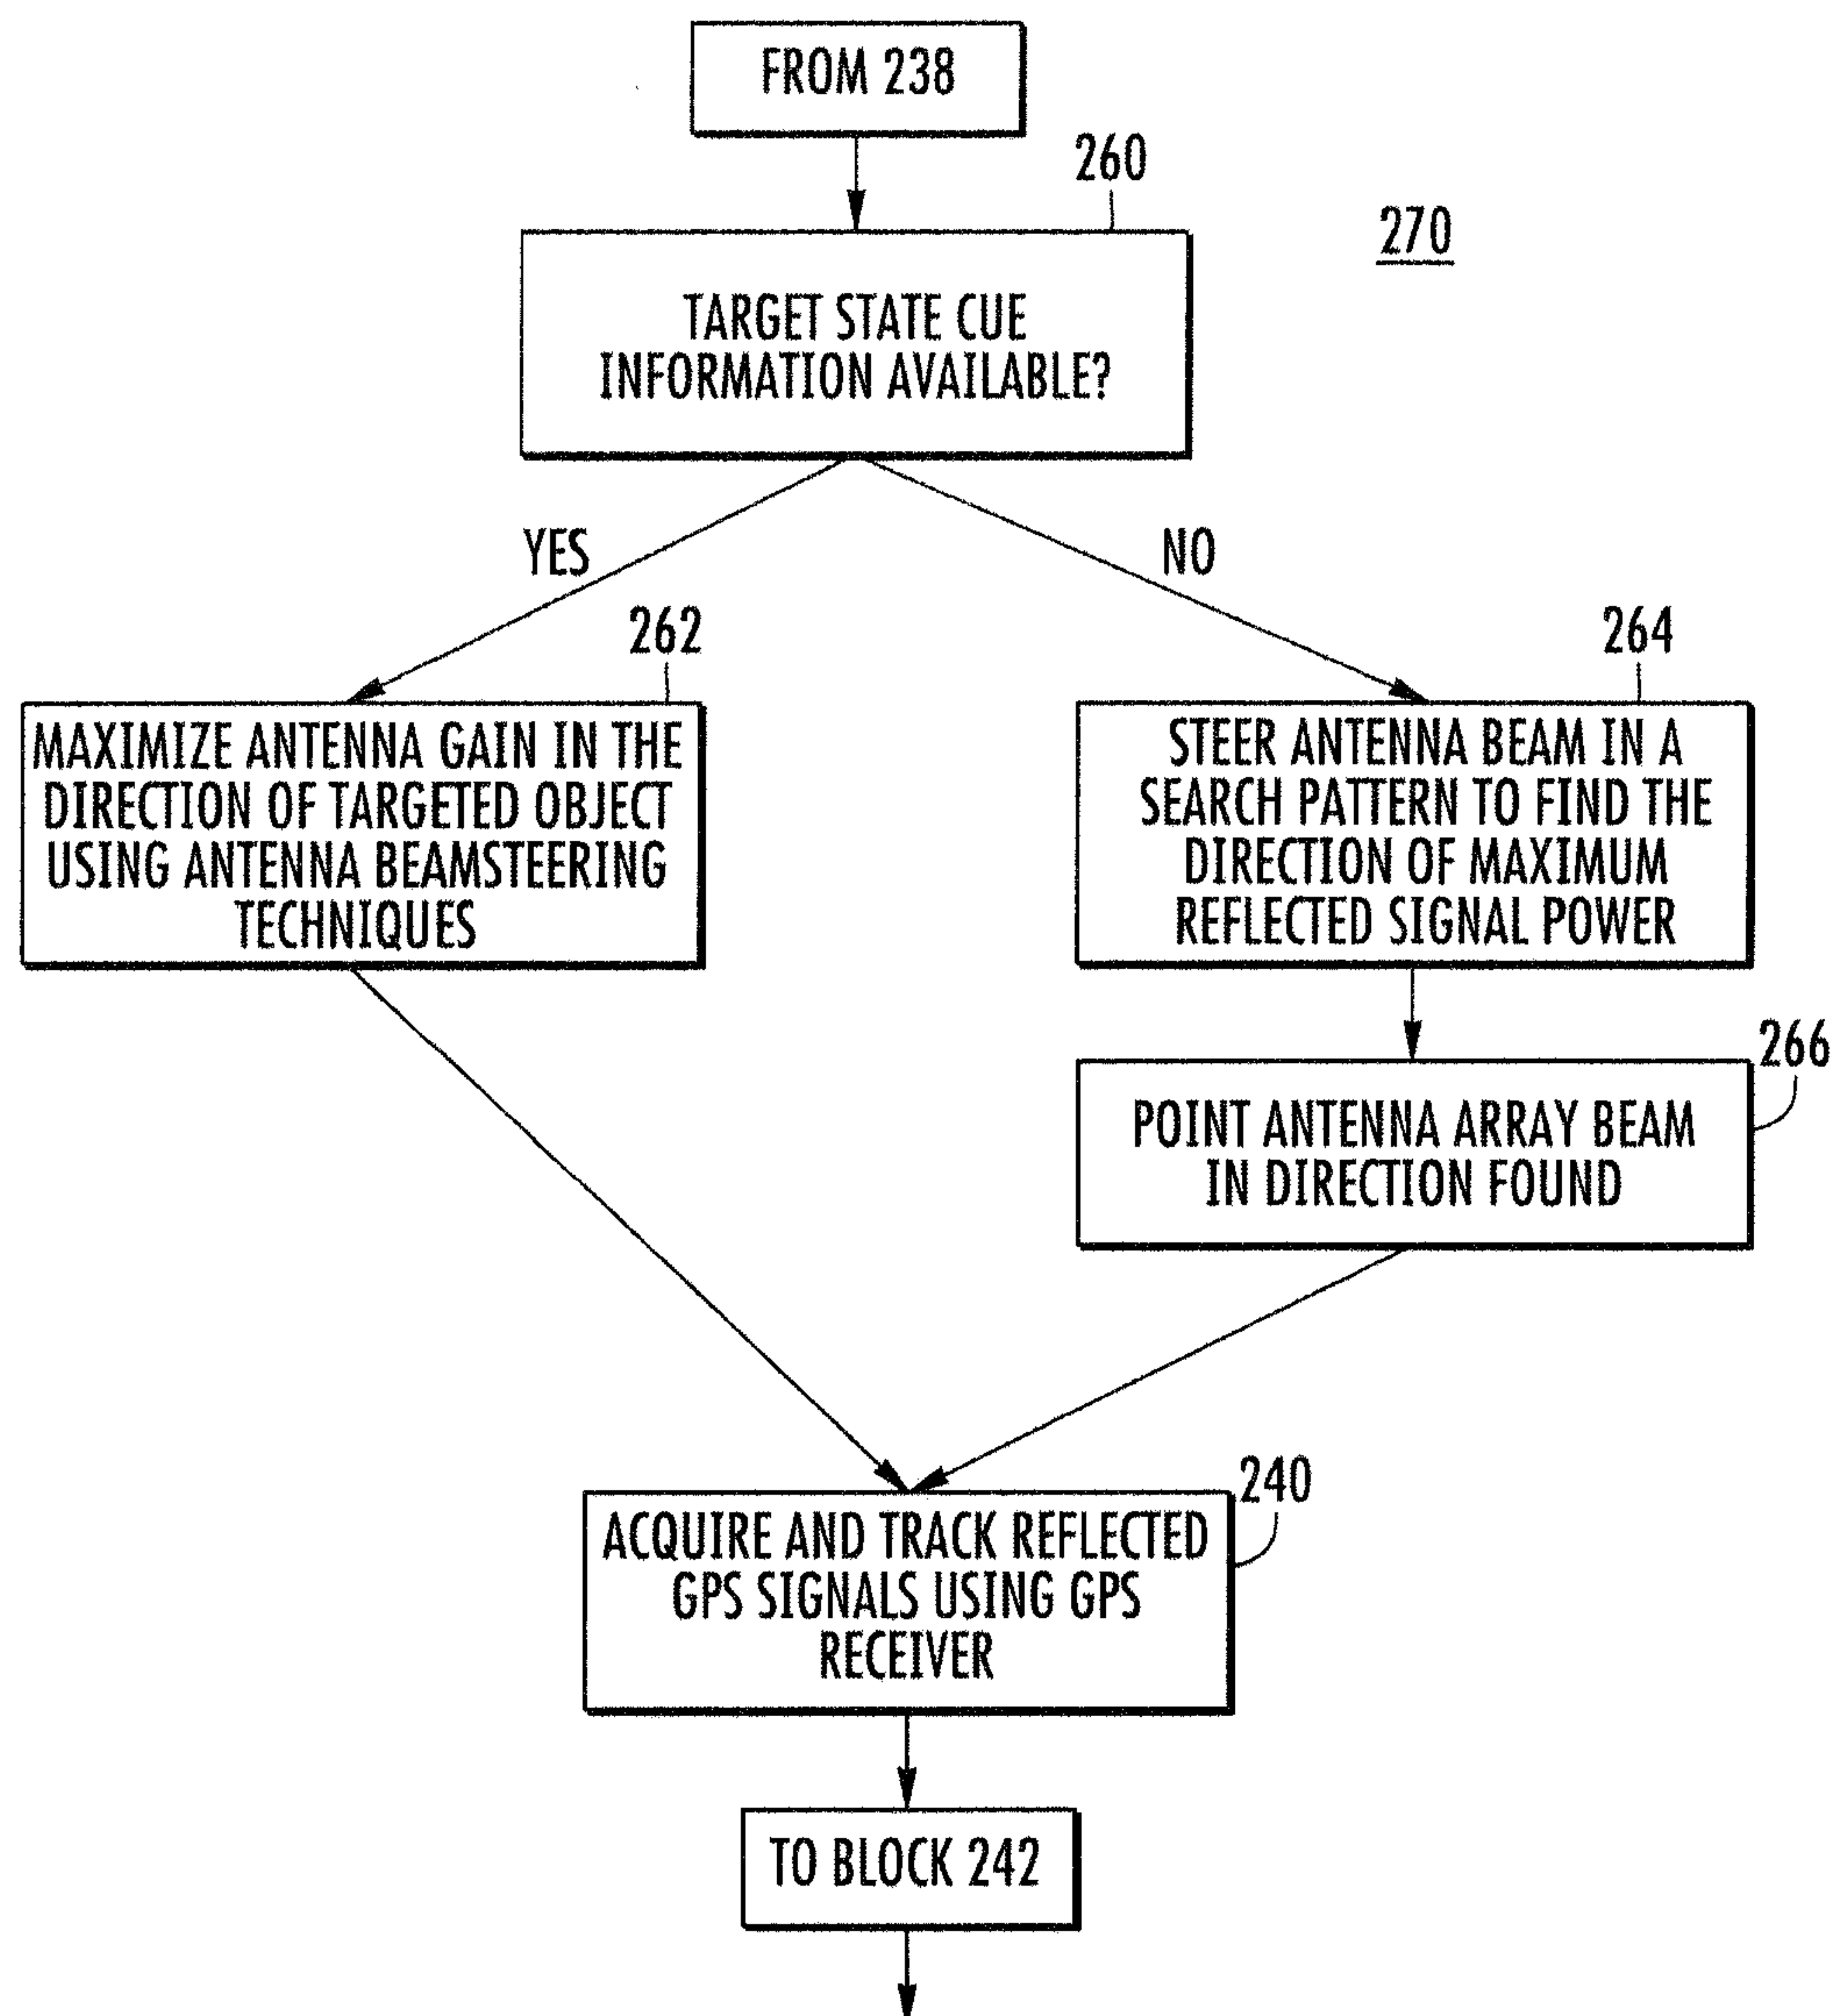 FROM 238
260
270
TARGET STATE CUE
INFORMATION AVAILABLE?
YES
NO
262
264
MAXIMIZE ANTENNA GAIN IN THE
DIRECTION OF TARGETED OBJECT
USING ANTENNA BEAMSTEERING
TECHNIQUES
STEER ANTENNA BEAM IN A
SEARCH PATTERN TO FIND THE
DIRECTION OF MAXIMUM
REFLECTED SIGNAL POWER
266
POINT ANTENNA ARRAY BEAM
IN DIRECTION FOUND
240
ACQUIRE AND TRACK REFLECTED
GPS SIGNALS USING GPS
RECEIVER
TO BLOCK 242